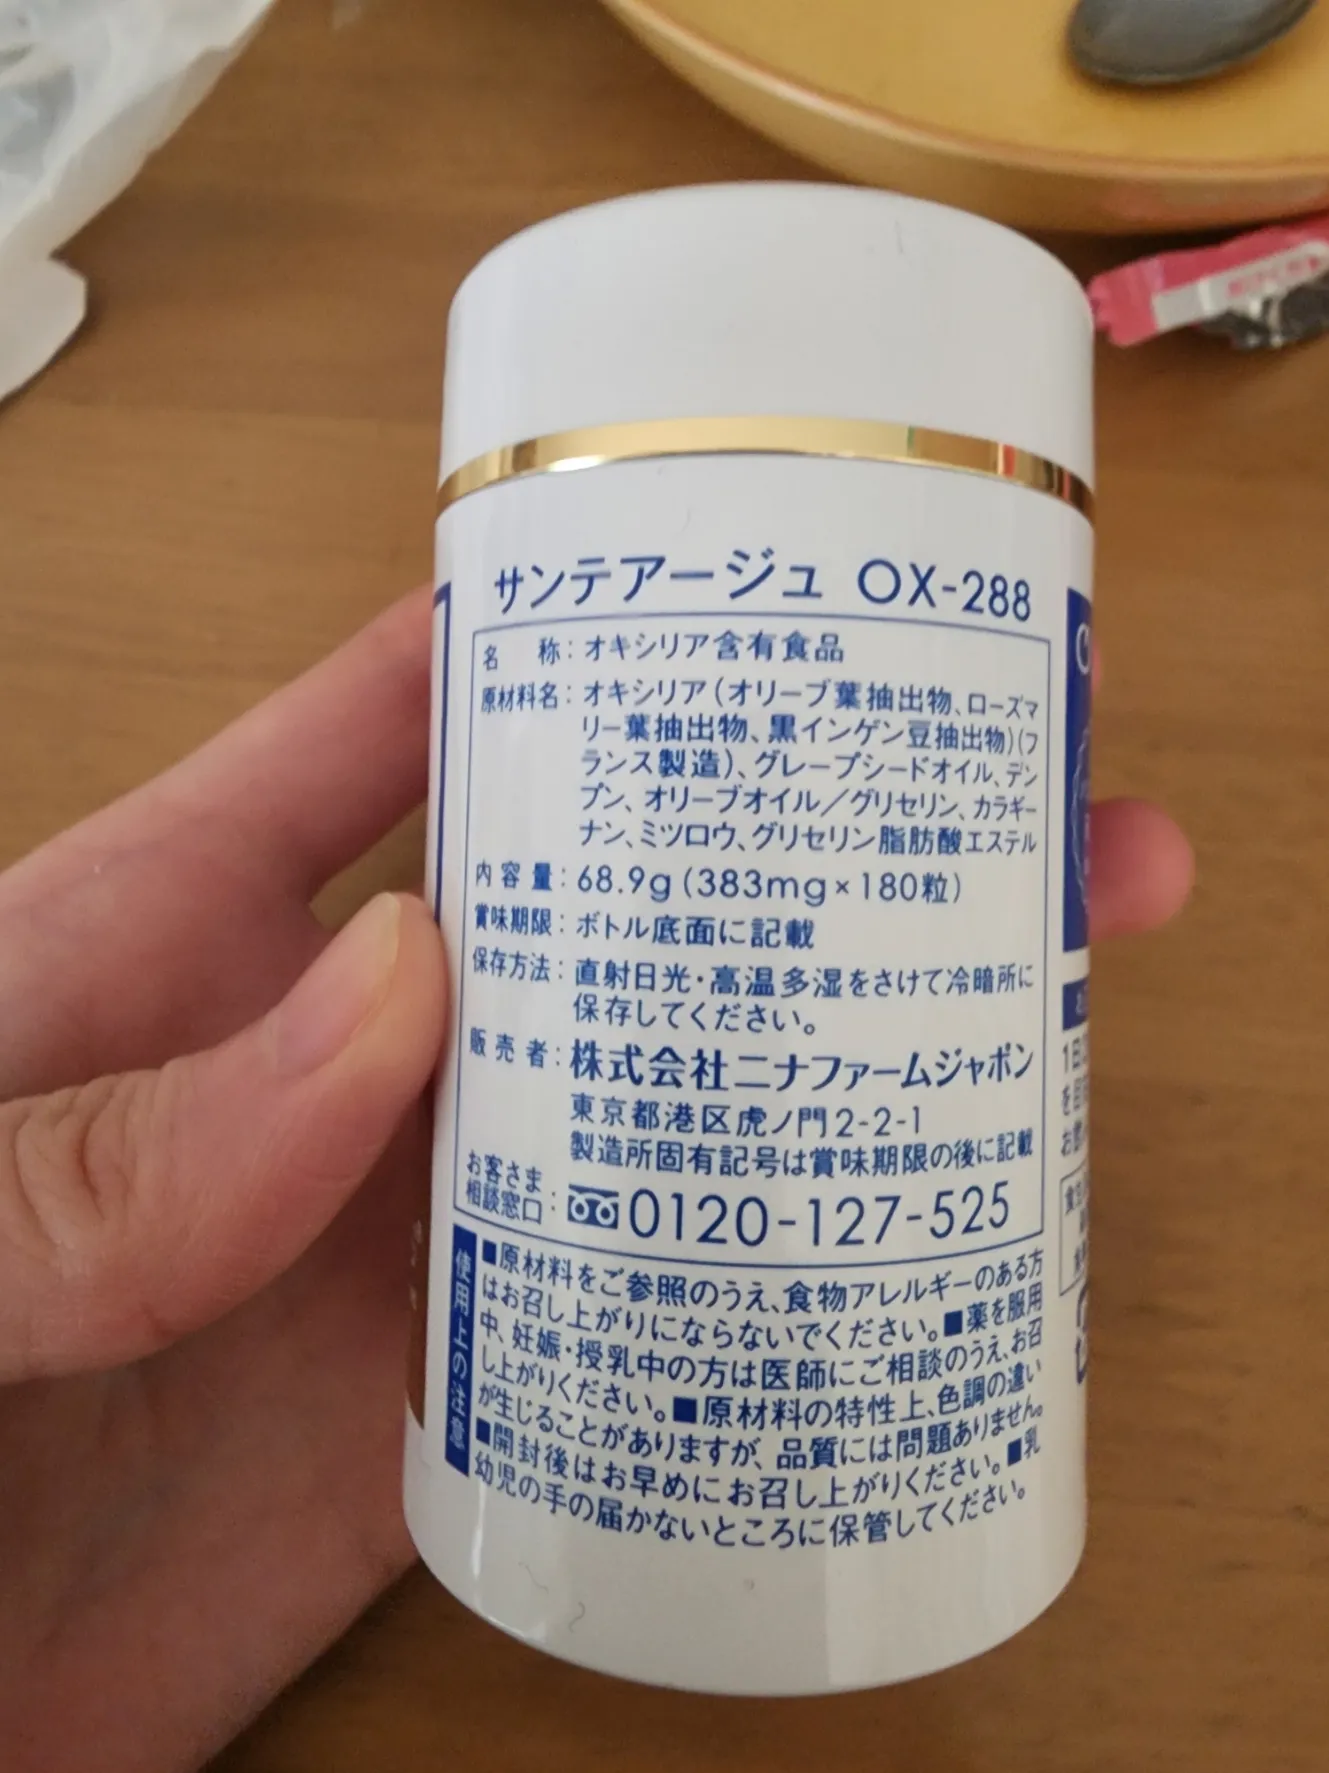 サンテアージュ OX-288
名 称：オキシリア含有食品
原材料名：オキシリア（オリーブ葉抽出物、ローズマ
リー葉抽出物、黒インゲン豆抽出物）（フ
ランス製造）、グレープシードオイル、デン
プン、オリーブオイル／グリセリン、カラギー
ナン、ミツロウ、グリセリン脂肪酸エステル
内容量：68.9g（383mg×180粒）
賞味期限：ボトル底面に記載
保存方法：直射日光・高温多湿をさけて冷暗所に
保存してください。
販売者：株式会社ニナファームジャポン
東京都港区虎ノ門2-2-1
製造所固有記号は賞味期限の後に記載
お客さま
相談窓口：0120-127-525
使用上の注意
■原材料をご参照のうえ、食物アレルギーのある方
はお召し上がりにならないでください。■薬を服用
中、妊娠・授乳中の方は医師にご相談のうえ、お召
し上がりください。■原材料の特性上、色調の違い
が生じることがありますが、品質には問題ありません。
■開封後はお早めにお召し上がりください。■乳
幼児の手の届かないところに保管してください。